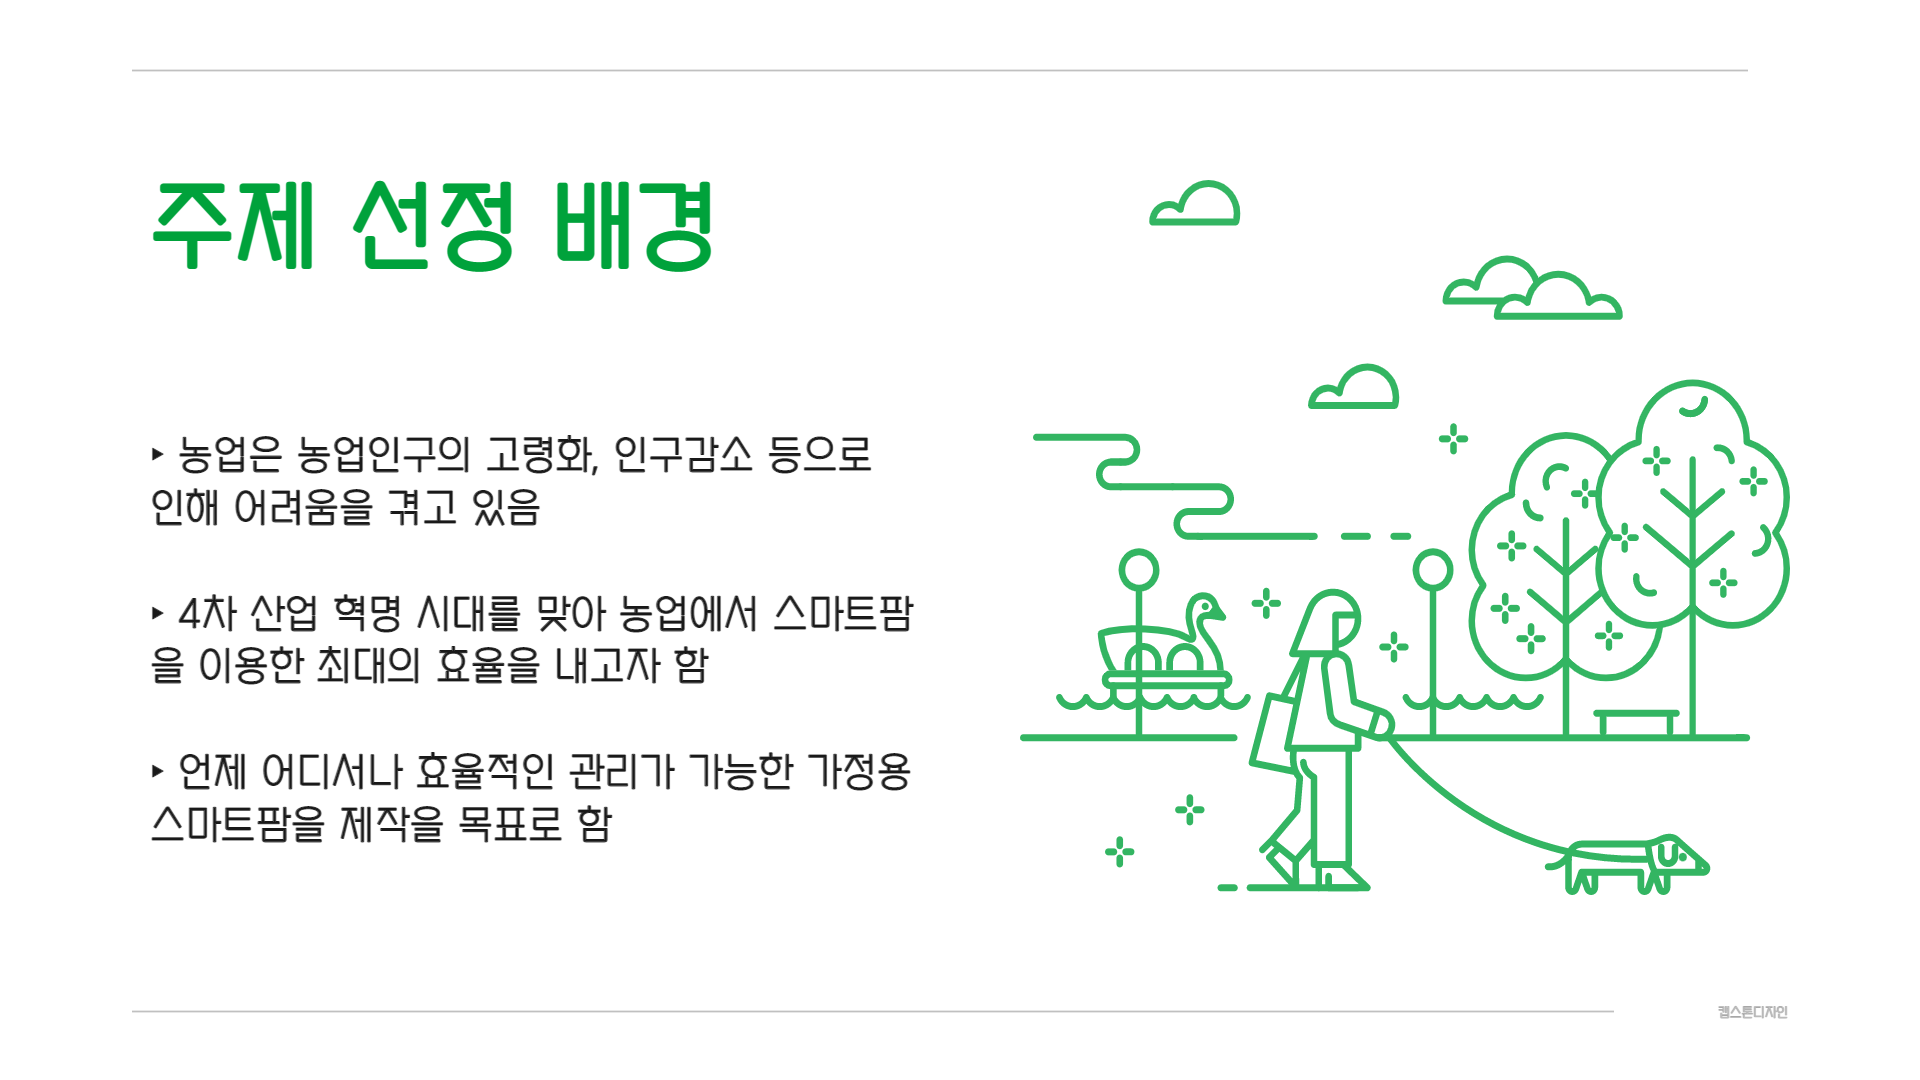 주제 선정 배경
▸ 농업은 농업인구의 고령화, 인구감소 등으로
인해 어려움을 겪고 있음
▸ 4차 산업 혁명 시대를 맞아 농업에서 스마트팜
을 이용한 최대의 효율을 내고자 함
▸ 언제 어디서나 효율적인 관리가 가능한 가정용
스마트팜을 제작을 목표로 함
캡스톤디자인